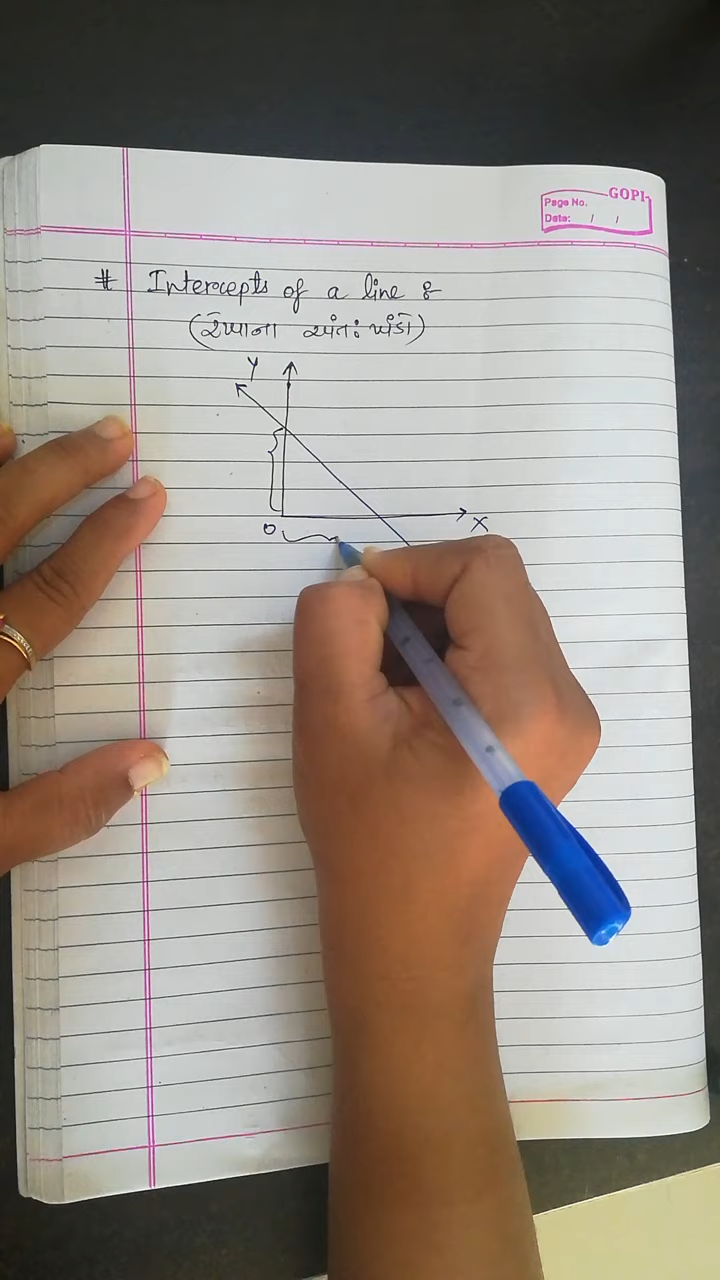 GOPI
Page No.
Date: / /
# Intercepts of a line :
(રેખાના અંત: ખંડો)
Y
O
X